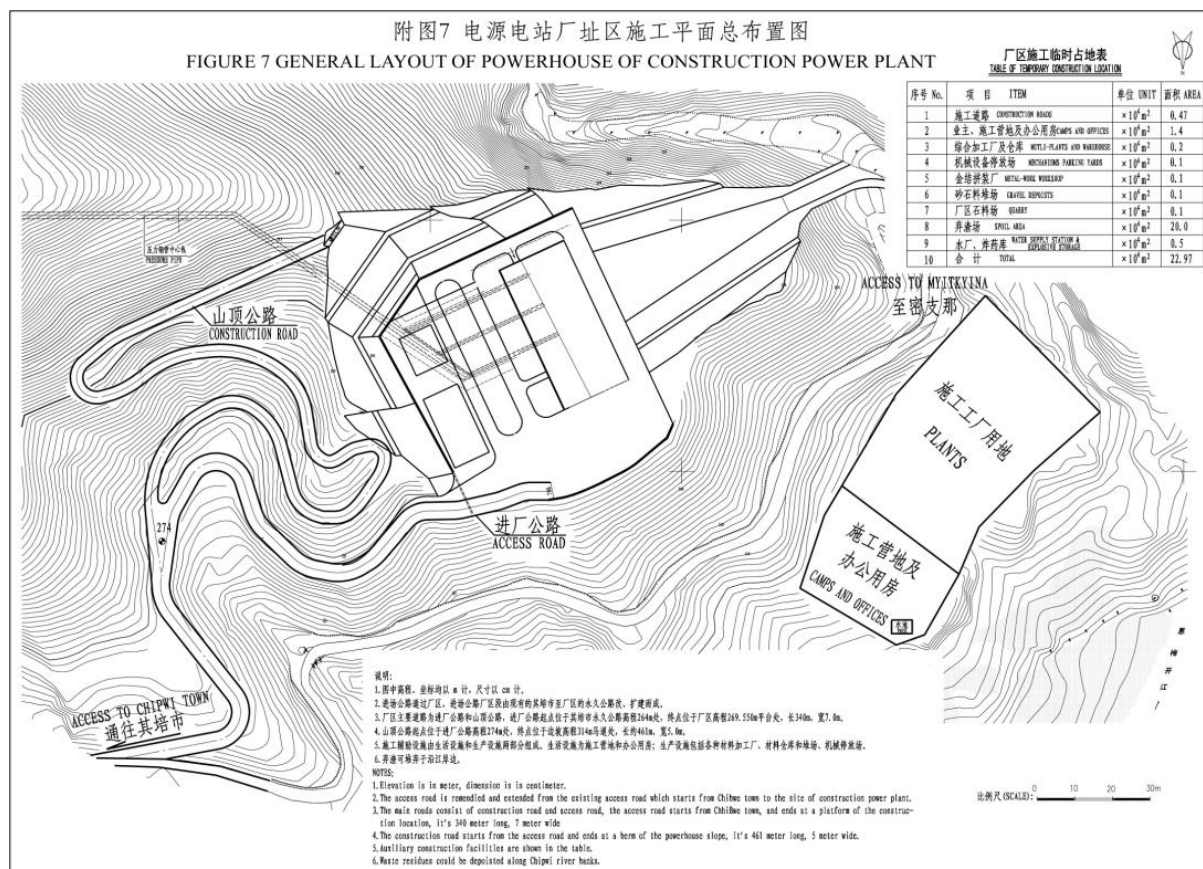 附图7 电源电站厂址区施工平面总布置图
FIGURE 7 GENERAL LAYOUT OF POWERHOUSE OF CONSTRUCTION POWER PLANT
厂区施工临时占地表
TABLE OF TEMPORARY CONSTRUCTION LOCATION
序号 No. 项 目 ITEM 单位 UNIT 面积 AREA
1 施工道路 CONSTRUCTION ROADS ×10⁴m² 0.47
2 业主、施工营地及办公用房CAMPS AND OFFICES ×10⁴m² 1.4
3 综合加工厂及仓库 MUTLI-PLANTS AND WAREHOUSE ×10⁴m² 0.2
4 机械设备停放场 MECHANISMS PARKING YARDS ×10⁴m² 0.1
5 金结拼装厂 METAL-WORK WORKSHOP ×10⁴m² 0.1
6 砂石料堆场 GRAVEL DEPOSITS ×10⁴m² 0.1
7 厂区石料场 QUARRY ×10⁴m² 0.1
8 弃渣场 SPOIL AREA ×10⁴m² 20.0
9 水厂、炸药库 WATER SUPPLY STATION & EXPLOSIVE STORAGE ×10⁴m² 0.5
10 合 计 TOTAL ×10⁴m² 22.97
压力钢管中心线
PRESSURE PIPE
山顶公路
CONSTRUCTION ROAD
ACCESS TO MYITKYINA
至密支那
施工工厂用地
PLANTS
进厂公路
ACCESS ROAD
274
施工营地及
办公用房
CAMPS AND OFFICES
恩梅开江
ACCESS TO CHIPWI TOWN
通往其培市
说明:
1.图中高程、坐标均以 m 计，尺寸以 cm 计。
2.进场公路通过厂区，进场公路厂区段由现有的其培市至厂区的永久公路改、扩建而成。
3.厂区主要道路为进厂公路和山顶公路，进厂公路起点位于其培市永久公路高程264m处，终点位于厂区高程269.550m平台处，长340m，宽7.0m。
4.山顶公路起点位于进厂公路高程274m处，终点位于边坡高程314m马道处，长约461m，宽5.0m。
5.施工辅助设施由生活设施和生产设施两部分组成。生活设施为施工营地和办公用房；生产设施包括各种材料加工厂、材料仓库和堆场、机械停放场。
6.弃渣可堆弃于沿江岸边。
NOTES:
1.Elevation is in meter, dimension is in centimeter.
2.The access road is remendied and extended from the existing access road which starts from Chibwe town to the site of construction power plant.
3.The main roads consist of construction road and access road, the access road starts from ChhiBwe town, and ends at a platform of the construc-
tion location, it's 340 meter long, 7 meter wide
4.The construction road starts from the access road and ends at a berm of the powerhouse slope, it's 461 meter long, 5 meter wide.
5.Auxiliary construction facilities are shown in the table.
6.Waste residues could be depoisted along Chipwi river banks.
比例尺(SCALE): 0 10 20 30m